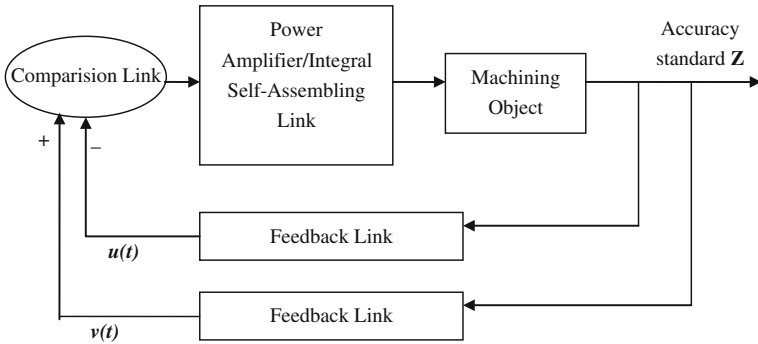 Comparision Link
Power
Amplifier/Integral
Self-Assembling
Link
Machining
Object
Accuracy
standard Z
+
–
Feedback Link
u(t)
Feedback Link
v(t)